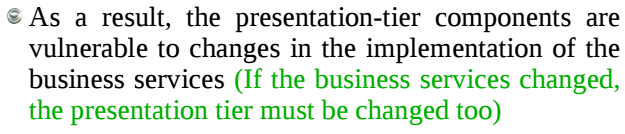 As a result, the presentation-tier components are
vulnerable to changes in the implementation of the
business services (If the business services changed,
the presentation tier must be changed too)